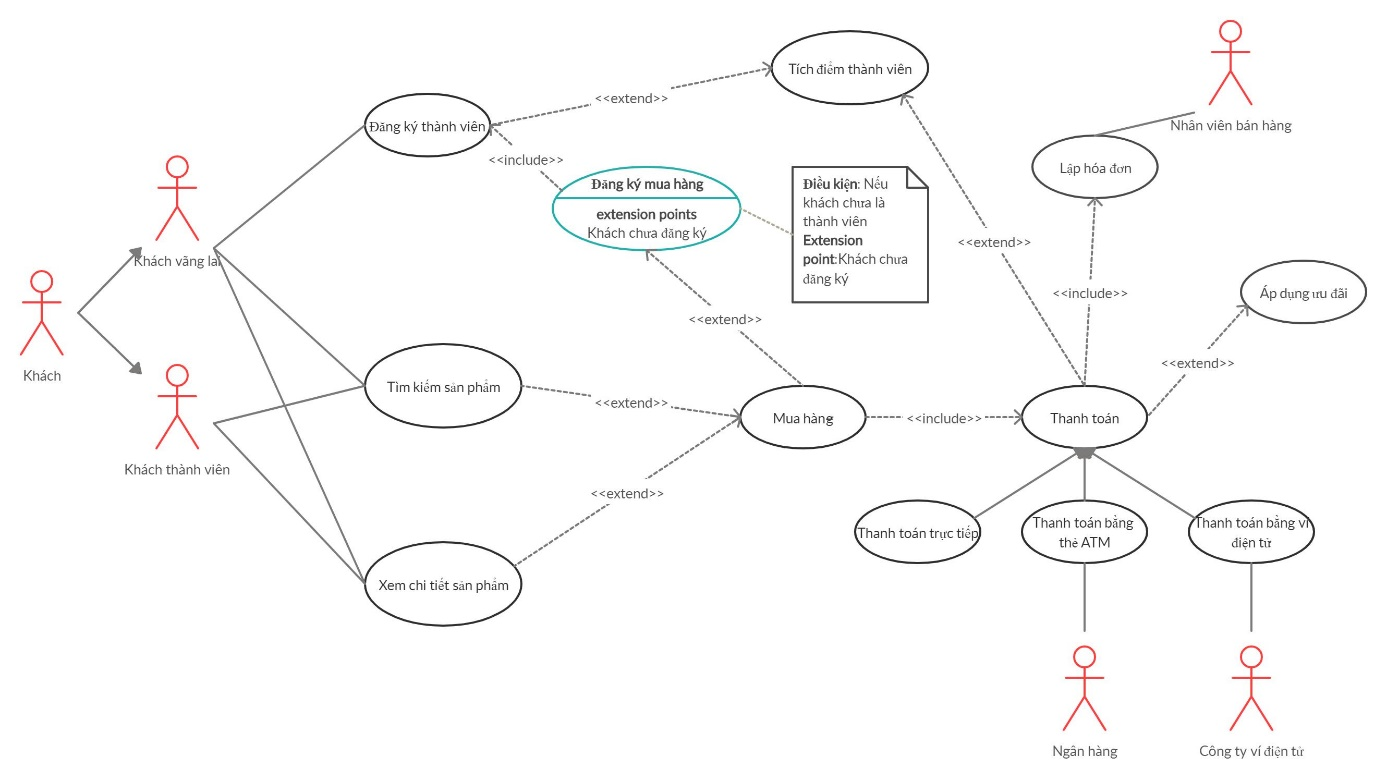 Tích điểm thành viên
<<extend>>
Đăng ký thành viên
Nhân viên bán hàng
<<include>>
Lập hóa đơn
Đăng ký mua hàng
extension points
Khách chưa đăng ký
Điều kiện: Nếu
khách chưa là
thành viên
Extension
point:Khách chưa
đăng ký
<<extend>>
Khách vãng lai
<<include>>
Áp dụng ưu đãi
<<extend>>
<<extend>>
Khách
Tìm kiếm sản phẩm
<<extend>>
Mua hàng
<<include>>
Thanh toán
Khách thành viên
<<extend>>
Thanh toán trực tiếp
Thanh toán bằng
thẻ ATM
Thanh toán bằng ví
điện tử
Xem chi tiết sản phẩm
Ngân hàng
Công ty ví điện tử